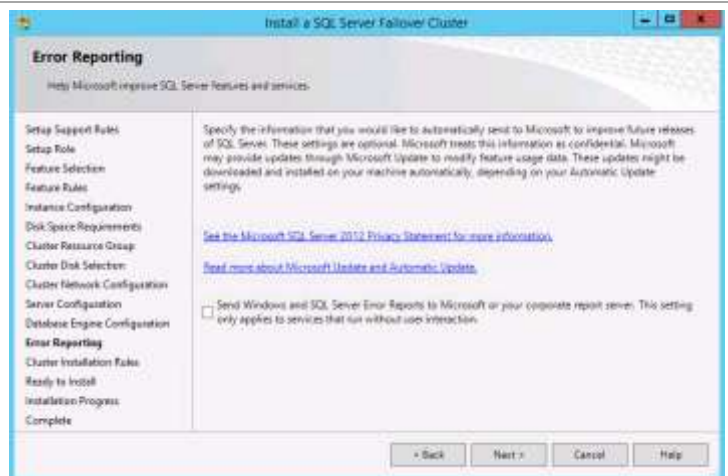 Install a SQL Server Failover Cluster
Error Reporting
Help Microsoft improve SQL Server features and services.
Setup Support Rules
Setup Role
Feature Selection
Feature Rules
Instance Configuration
Disk Space Requirements
Cluster Resource Group
Cluster Disk Selection
Cluster Network Configuration
Server Configuration
Database Engine Configuration
Error Reporting
Cluster Installation Rules
Ready to Install
Installation Progress
Complete
Specify the information that you would like to automatically send to Microsoft to improve future releases
of SQL Server. These settings are optional. Microsoft treats this information as confidential. Microsoft
may provide updates through Microsoft Update to modify feature usage data. These updates might be
downloaded and installed on your machine automatically, depending on your Automatic Update
settings.
See the Microsoft SQL Server 2012 Privacy Statement for more information.
Read more about Microsoft Update and Automatic Update.
Send Windows and SQL Server Error Reports to Microsoft or your corporate report server. This setting
only applies to services that run without user interaction.
< Back
Next >
Cancel
Help